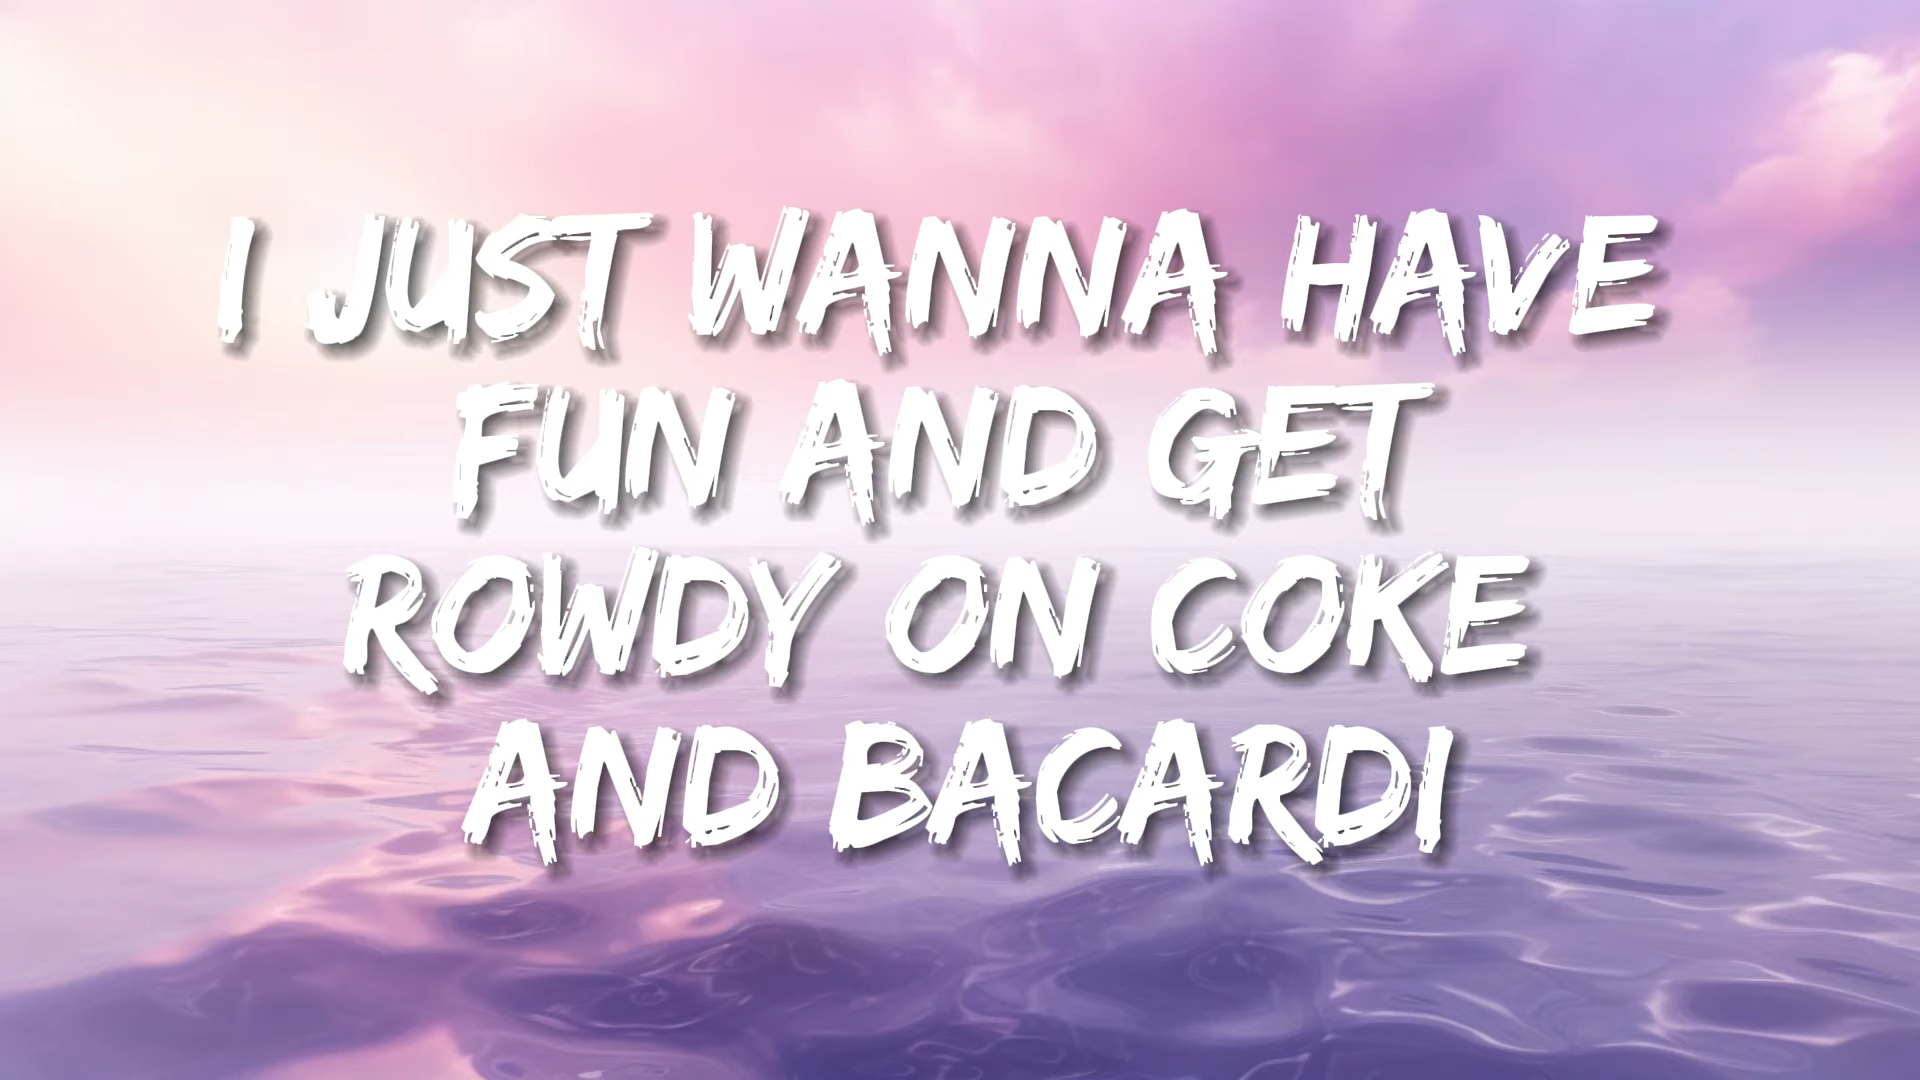 I JUST WANNA HAVE
FUN AND GET
ROWDY ON COKE
AND BACARDI